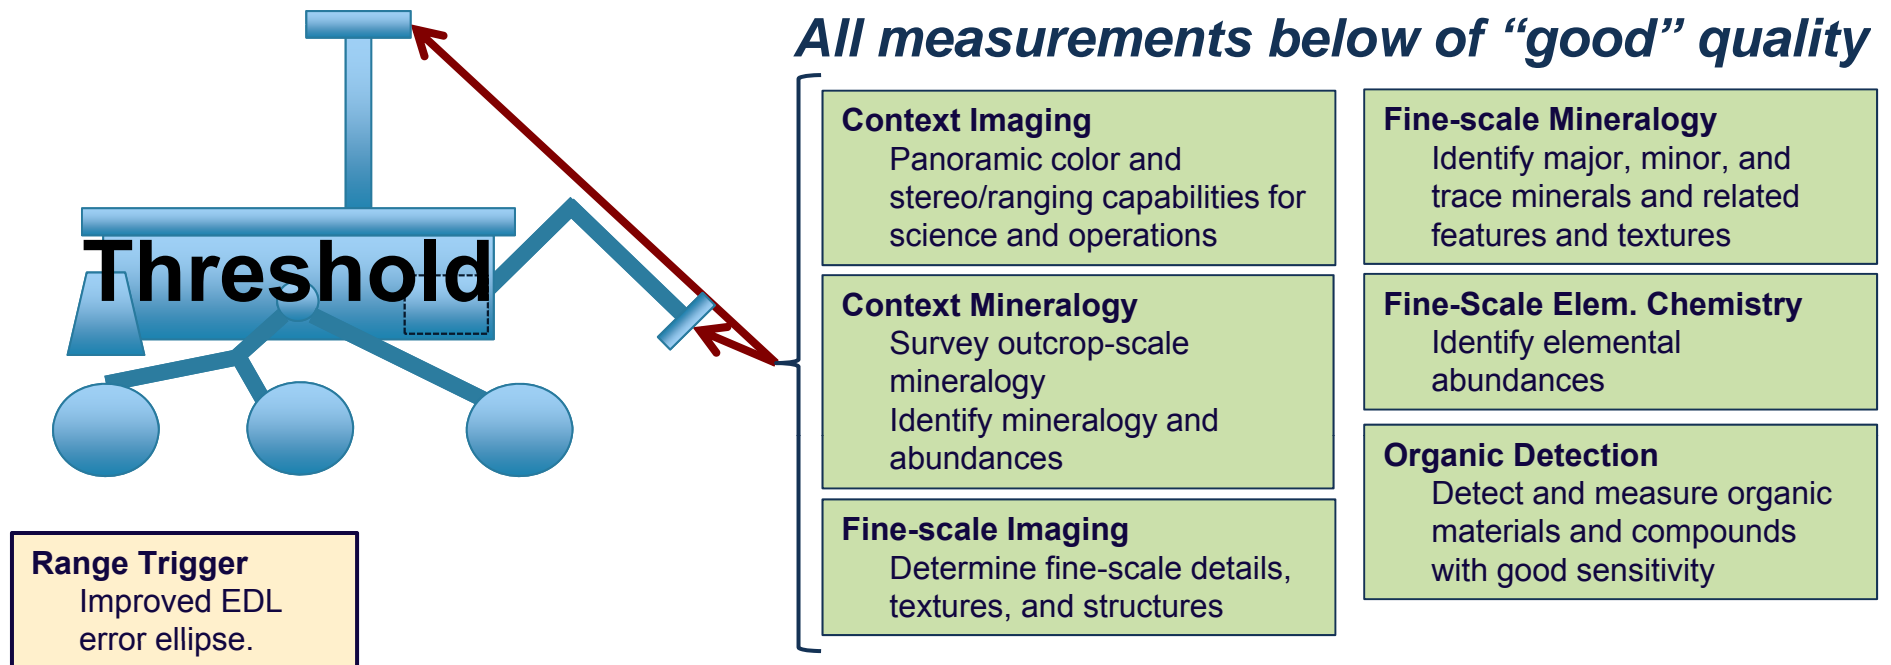 All measurements below of “good” quality
Threshold
Context Imaging
Panoramic color and
stereo/ranging capabilities for
science and operations
Context Mineralogy
Survey outcrop-scale
mineralogy
Identify mineralogy and
abundances
Fine-scale Imaging
Determine fine-scale details,
textures, and structures
Fine-scale Mineralogy
Identify major, minor, and
trace minerals and related
features and textures
Fine-Scale Elem. Chemistry
Identify elemental
abundances
Organic Detection
Detect and measure organic
materials and compounds
with good sensitivity
Range Trigger
Improved EDL
error ellipse.